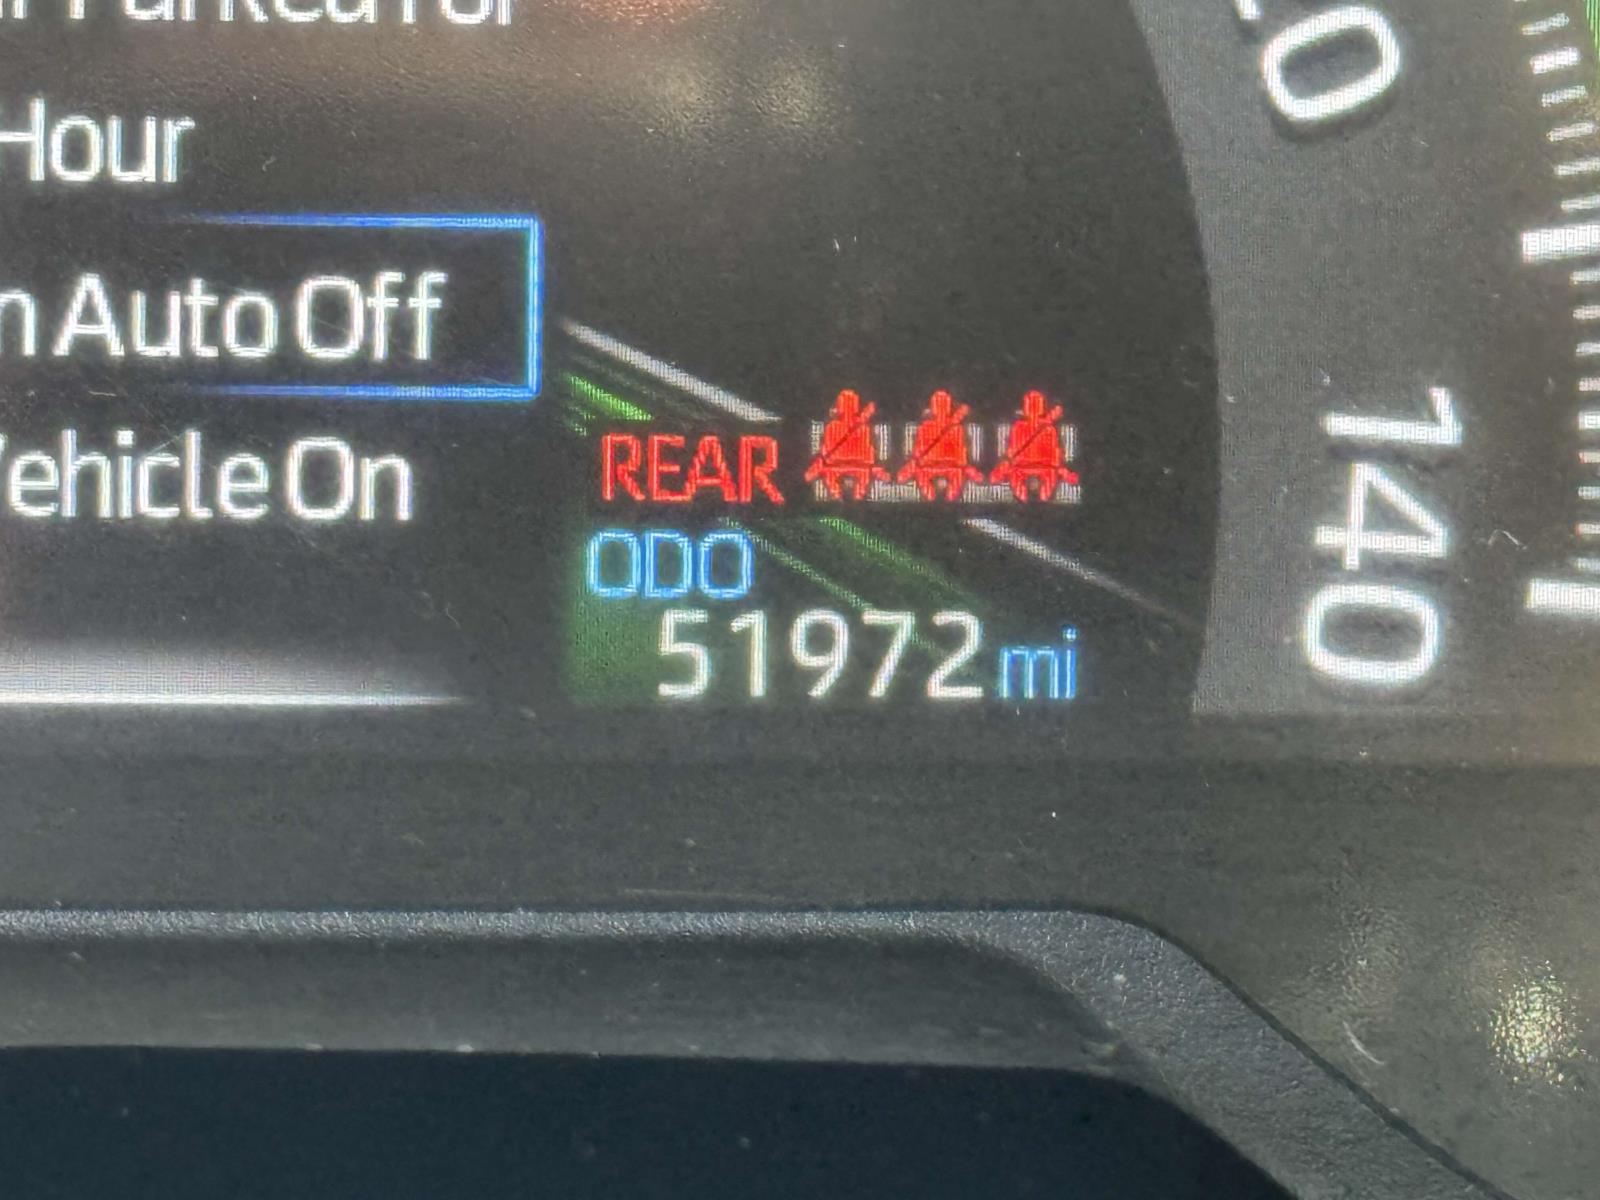 Hour
Auto Off
Vehicle On
REAR
ODO
51972 mi
140